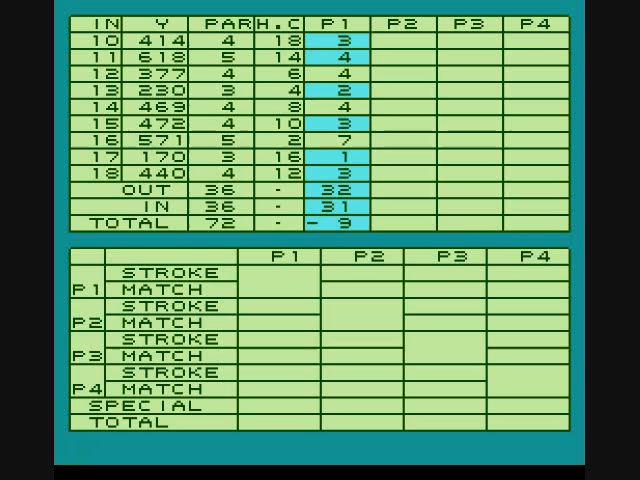 IN Y PAR H.C P1 P2 P3 P4
10 414 4 18 3
11 618 5 14 4
12 377 4 6 4
13 230 3 4 2
14 469 4 8 4
15 472 4 10 3
16 571 5 2 7
17 170 3 16 1
18 440 4 12 3
OUT 36 - 32
IN 36 - 31
TOTAL 72 - - 9
P1 P2 P3 P4
STROKE
P1 MATCH
STROKE
P2 MATCH
STROKE
P3 MATCH
STROKE
P4 MATCH
SPECIAL
TOTAL